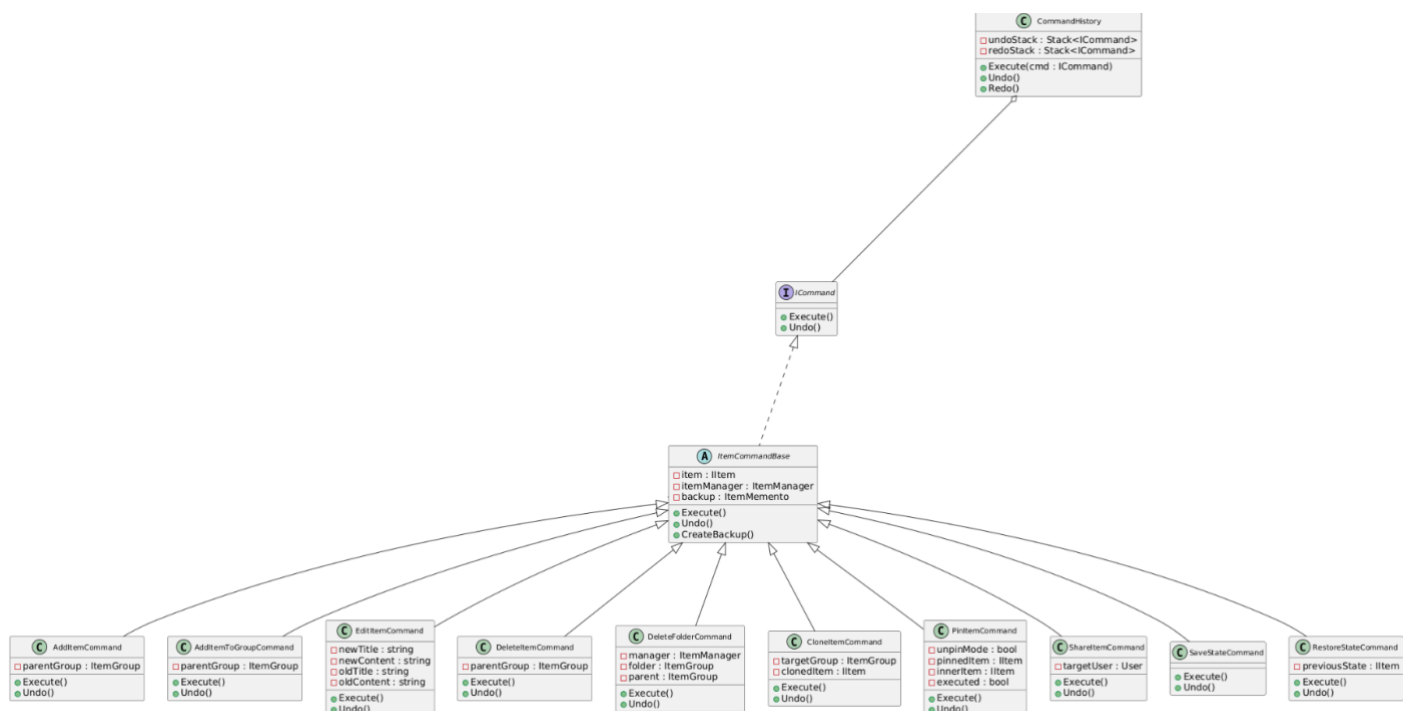 C CommandHistory
undoStack : Stack<ICommand>
redoStack : Stack<ICommand>
Execute(cmd : ICommand)
Undo()
Redo()
I ICommand
Execute()
Undo()
A ItemCommandBase
item : IItem
itemManager : ItemManager
backup : ItemMemento
Execute()
Undo()
CreateBackup()
C AddItemCommand
parentGroup : ItemGroup
Execute()
Undo()
C AddItemToGroupCommand
parentGroup : ItemGroup
Execute()
Undo()
C EditItemCommand
newTitle : string
newContent : string
oldTitle : string
oldContent : string
Execute()
Undo()
C DeleteItemCommand
parentGroup : ItemGroup
Execute()
Undo()
C DeleteFolderCommand
manager : ItemManager
folder : ItemGroup
parent : ItemGroup
Execute()
Undo()
C CloneItemCommand
targetGroup : ItemGroup
clonedItem : IItem
Execute()
Undo()
C PinItemCommand
unpinMode : bool
pinnedItem : IItem
innerItem : IItem
executed : bool
Execute()
Undo()
C ShareItemCommand
targetUser : User
Execute()
Undo()
C SaveStateCommand
Execute()
Undo()
C RestoreStateCommand
previousState : IItem
Execute()
Undo()